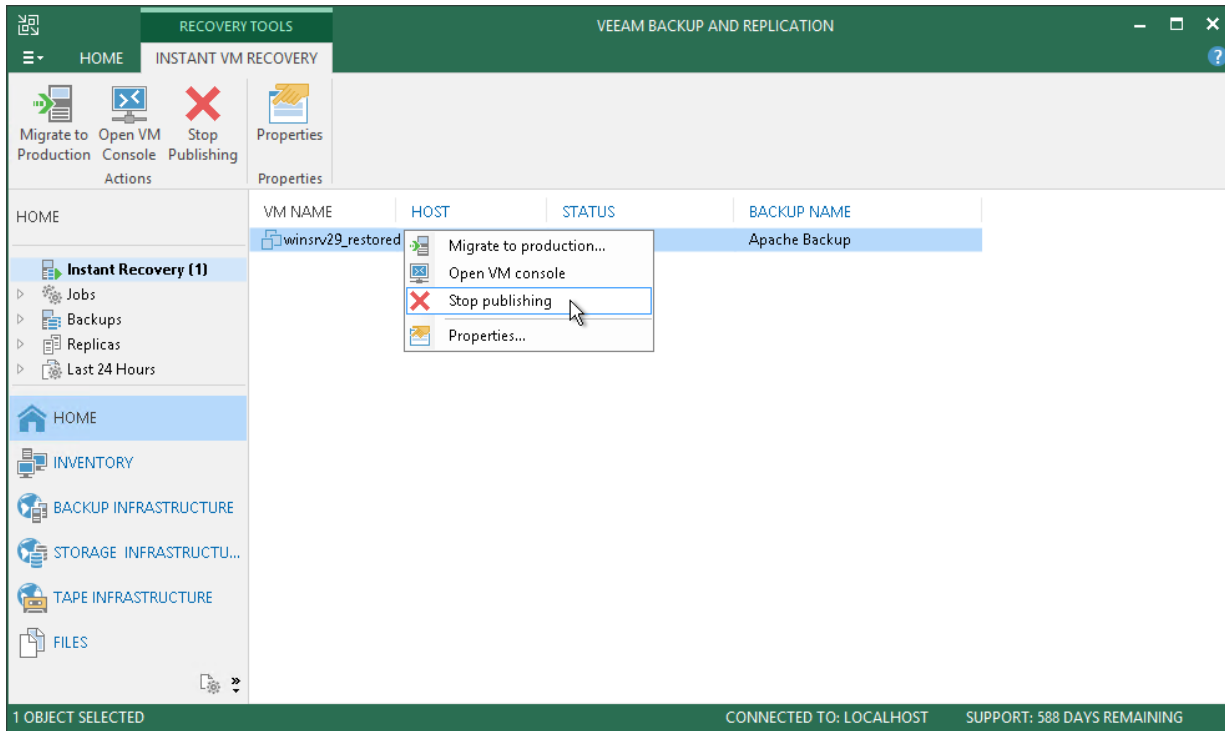 RECOVERY TOOLS
VEEAM BACKUP AND REPLICATION
HOME
INSTANT VM RECOVERY
?
Migrate to Production
Open VM Console
Stop Publishing
Properties
Actions
Properties
HOME
Instant Recovery (1)
Jobs
Backups
Replicas
Last 24 Hours
HOME
INVENTORY
BACKUP INFRASTRUCTURE
STORAGE INFRASTRUCTU...
TAPE INFRASTRUCTURE
FILES
VM NAME HOST STATUS BACKUP NAME
winsrv29_restored Apache Backup
Migrate to production...
Open VM console
Stop publishing
Properties...
1 OBJECT SELECTED
CONNECTED TO: LOCALHOST
SUPPORT: 588 DAYS REMAINING